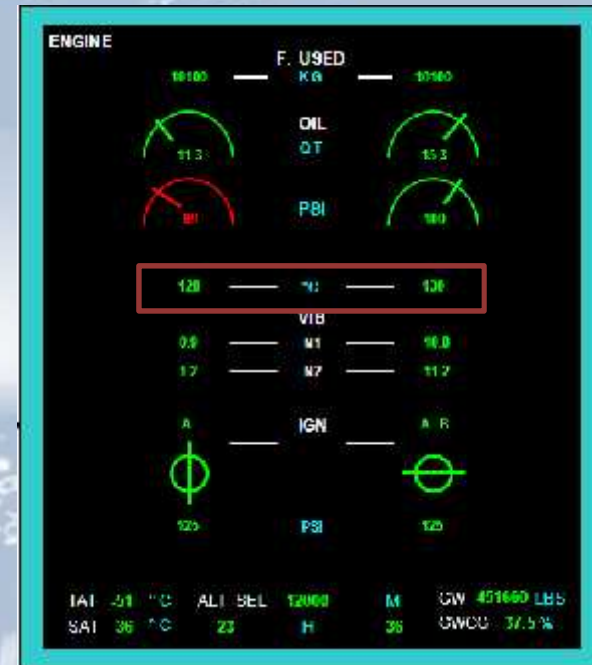 ENGINE
F. USED
10100 KG 10100
OIL
11.3 QT 15.3
PSI 100
120 °C 130
VIB
0.9 N1 10.0
1.2 N2 11.2
A IGN A B
125 PSI 125
TAT -51 °C ALT SEL 12000 M GW 451660 LBS
SAT 36 °C 23 H 36 GWCG 37.5 %